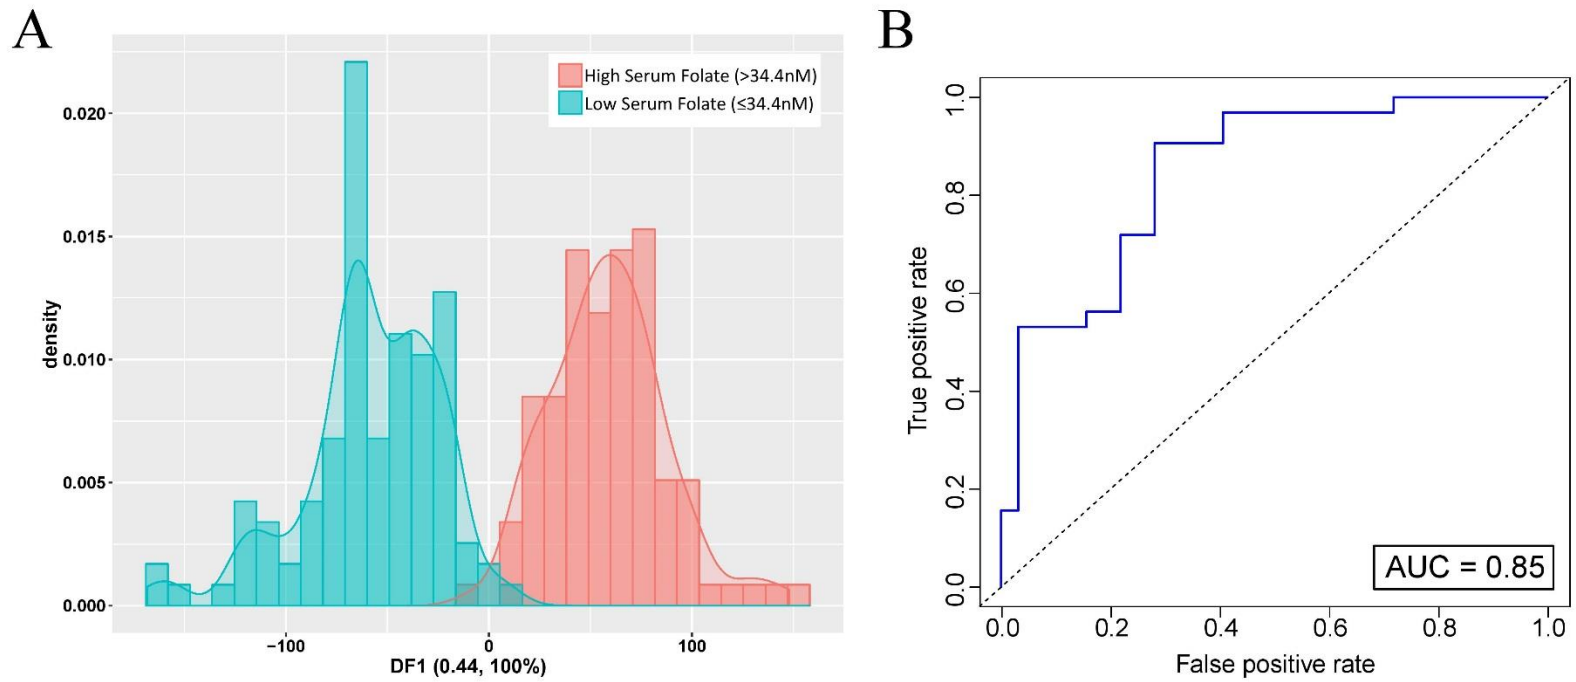 A
High Serum Folate (>34.4nM)
Low Serum Folate (≤34.4nM)
density
0.020
0.015
0.010
0.005
0.000
−100
0
100
DF1 (0.44, 100%)
B
True positive rate
1.0
0.8
0.6
0.4
0.2
0.0
AUC = 0.85
0.0
0.2
0.4
0.6
0.8
1.0
False positive rate